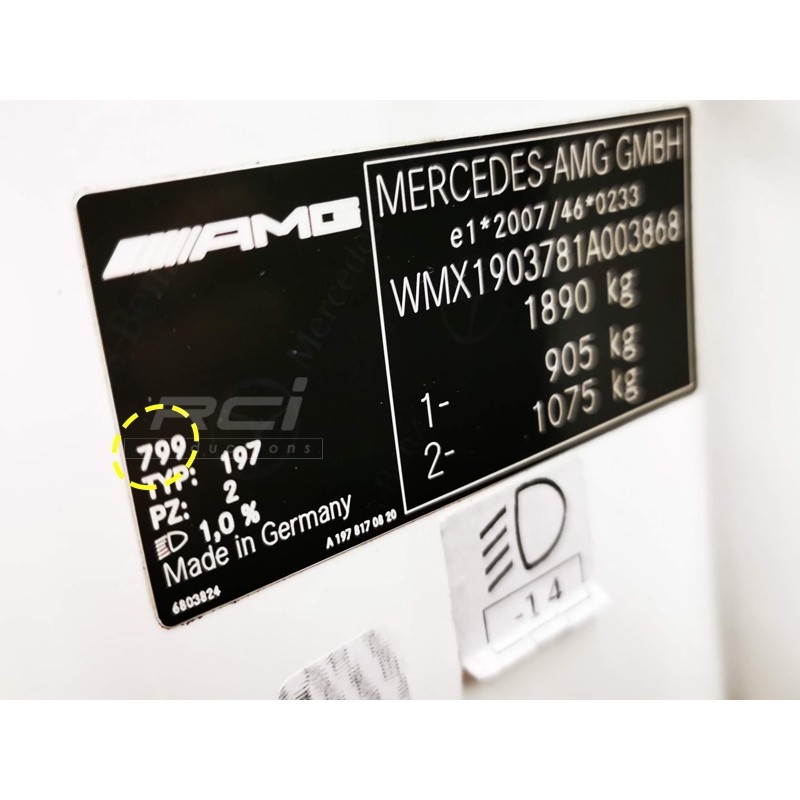 AMG
799
TYP: 197
PZ: 2
1,0 %
Made in Germany
A 197 817 08 20
6803824
MERCEDES-AMG GMBH
e1*2007/46*0233
WMX1903781A003868
1890 kg
1- 905 kg
2- 1075 kg
RCi
productions
-14